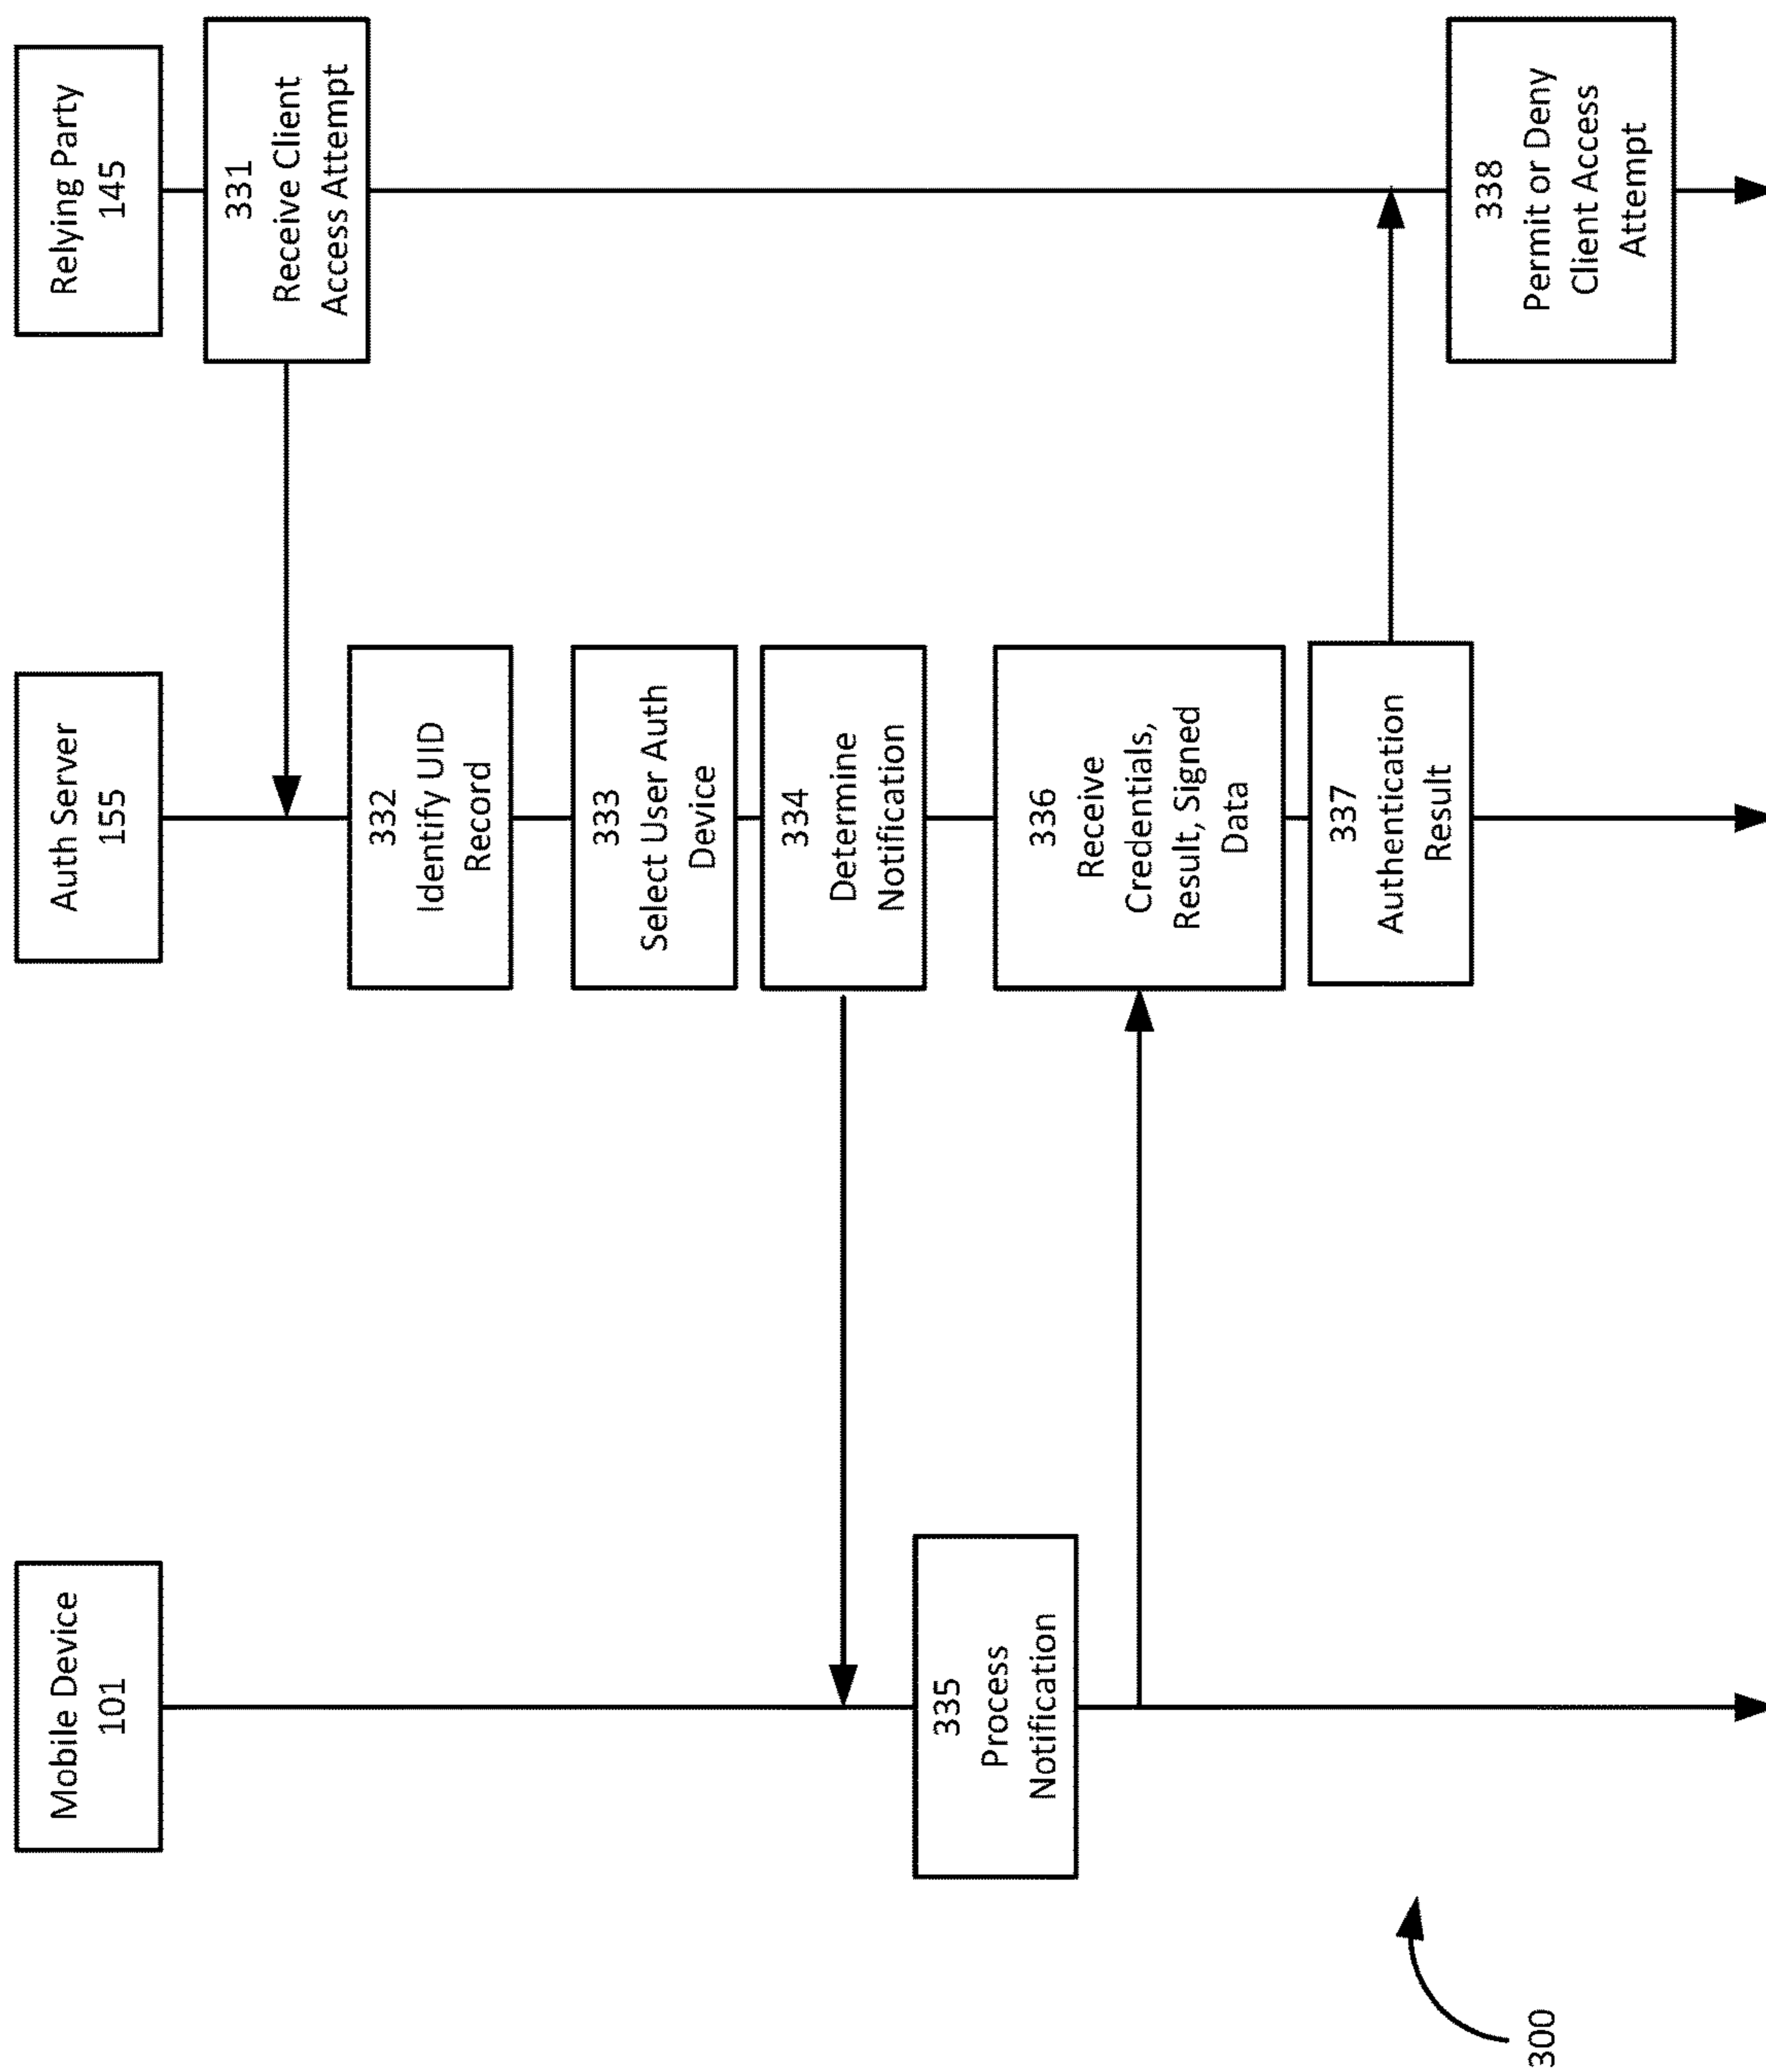 Mobile Device
101
Auth Server
155
Relying Party
145
331
Receive Client
Access Attempt
332
Identify UID
Record
333
Select User Auth
Device
334
Determine
Notification
335
Process
Notification
336
Receive
Credentials,
Result, Signed
Data
337
Authentication
Result
338
Permit or Deny
Client Access
Attempt
300